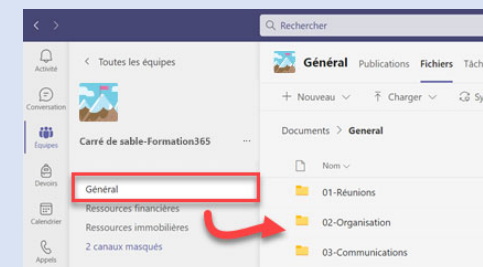 Rechercher
Activité
Conversation
Équipes
Devoirs
Calendrier
Appels
Toutes les équipes
Carré de sable-Formation365
Général
Ressources financières
Ressources immobilières
2 canaux masqués
Général Publications Fichiers Tâch
Nouveau Charger Sy
Documents > General
Nom
01-Réunions
02-Organisation
03-Communications